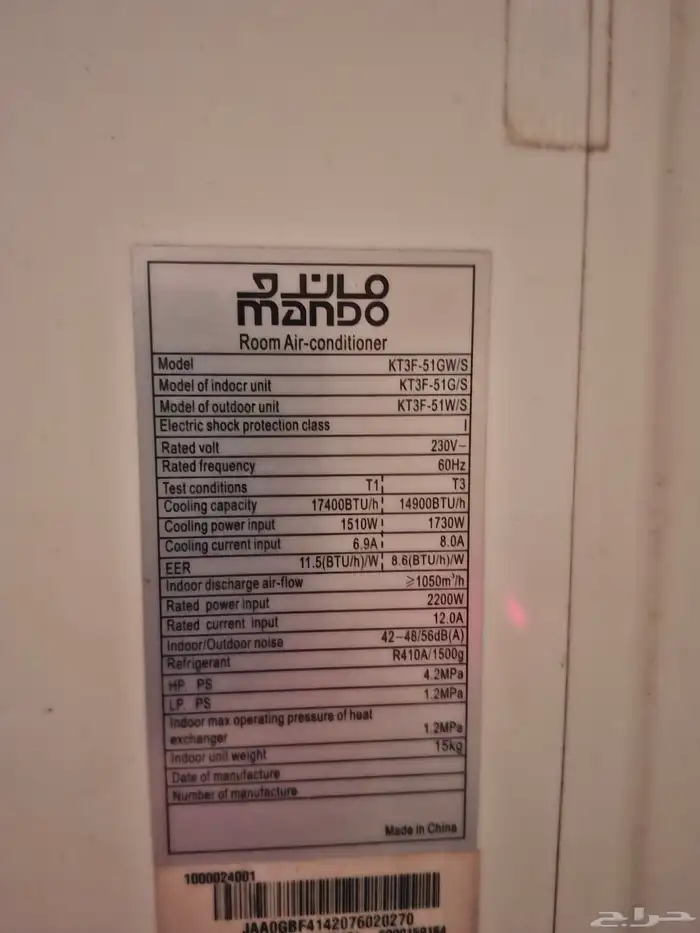 ماندو
mando
Room Air-conditioner
Model KT3F-51GW/S
Model of indoor unit KT3F-51G/S
Model of outdoor unit KT3F-51W/S
Electric shock protection class I
Rated volt 230V~
Rated frequency 60Hz
Test conditions T1 T3
Cooling capacity 17400BTU/h 14900BTU/h
Cooling power input 1510W 1730W
Cooling current input 6.9A 8.0A
EER 11.5(BTU/h)/W 8.6(BTU/h)/W
Indoor discharge air-flow ≥1050m³/h
Rated power input 2200W
Rated current input 12.0A
Indoor/Outdoor noise 42-48/56dB(A)
Refrigerant R410A/1500g
HP PS 4.2MPa
LP PS 1.2MPa
Indoor max operating pressure of heat
exchanger 1.2MPa
Indoor unit weight 15kg
Date of manufacture
Number of manufacture
Made in China
1000024001
JAA0GBF4142076020270
حراج